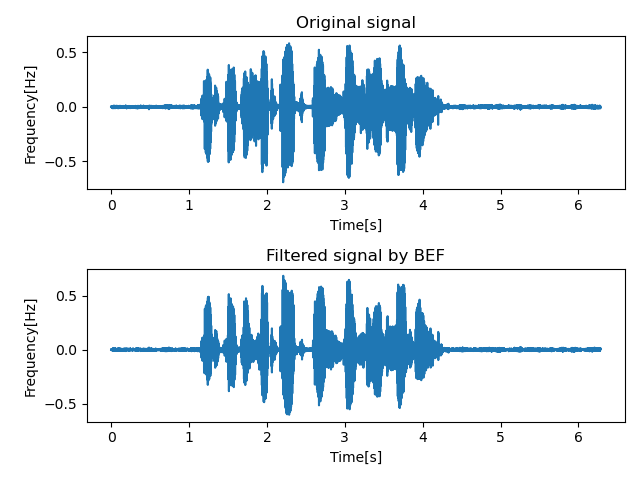 Original signal
0.5
0.0
−0.5
Frequency[Hz]
0 1 2 3 4 5 6
Time[s]
Filtered signal by BEF
0.5
0.0
−0.5
Frequency[Hz]
0 1 2 3 4 5 6
Time[s]